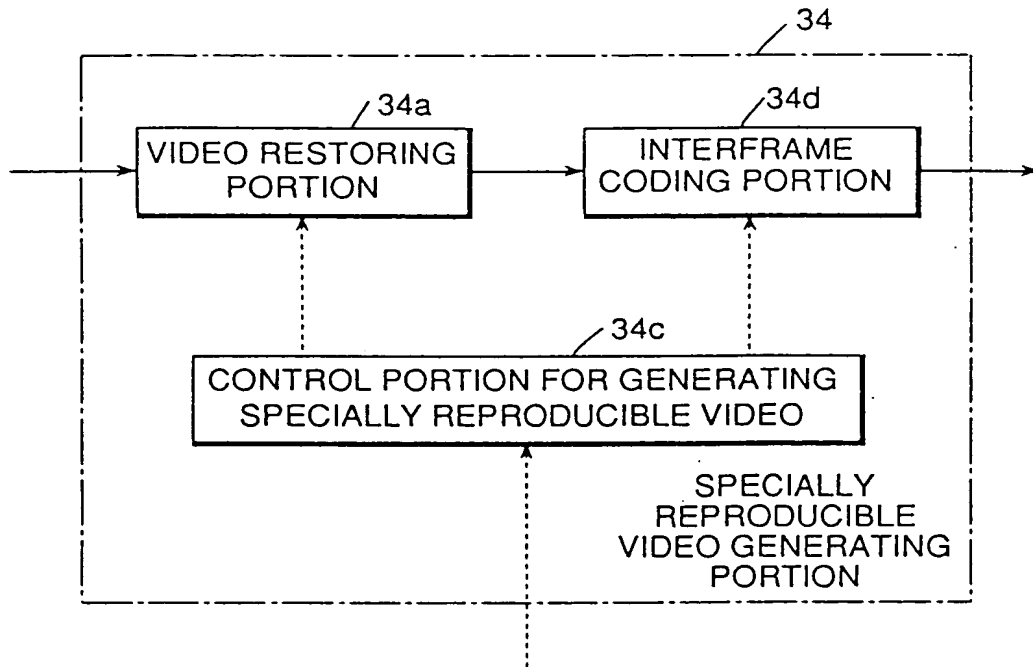 34
34a
VIDEO RESTORING
PORTION
34d
INTERFRAME
CODING PORTION
34c
CONTROL PORTION FOR GENERATING
SPECIALLY REPRODUCIBLE VIDEO
SPECIALLY
REPRODUCIBLE
VIDEO GENERATING
PORTION